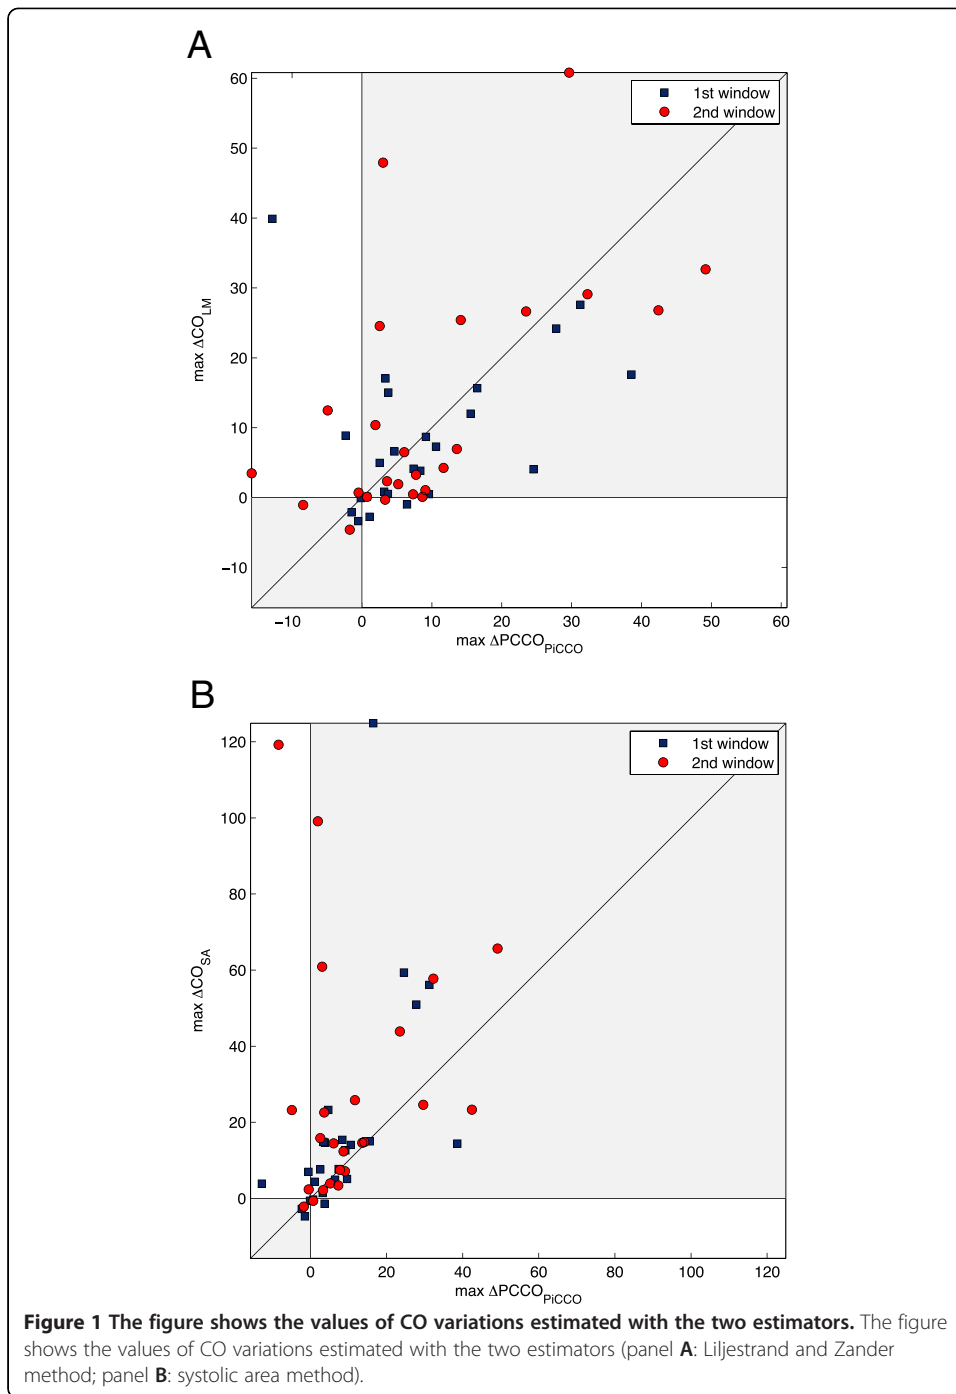 A
60
50
40
30
20
10
0
−10
max ΔCO_LM
1st window
2nd window
−10 0 10 20 30 40 50 60
max ΔPCCO_PiCCO
B
120
100
80
60
40
20
0
max ΔCO_SA
1st window
2nd window
0 20 40 60 80 100 120
max ΔPCCO_PiCCO
Figure 1 The figure shows the values of CO variations estimated with the two estimators. The figure
shows the values of CO variations estimated with the two estimators (panel A: Liljestrand and Zander
method; panel B: systolic area method).